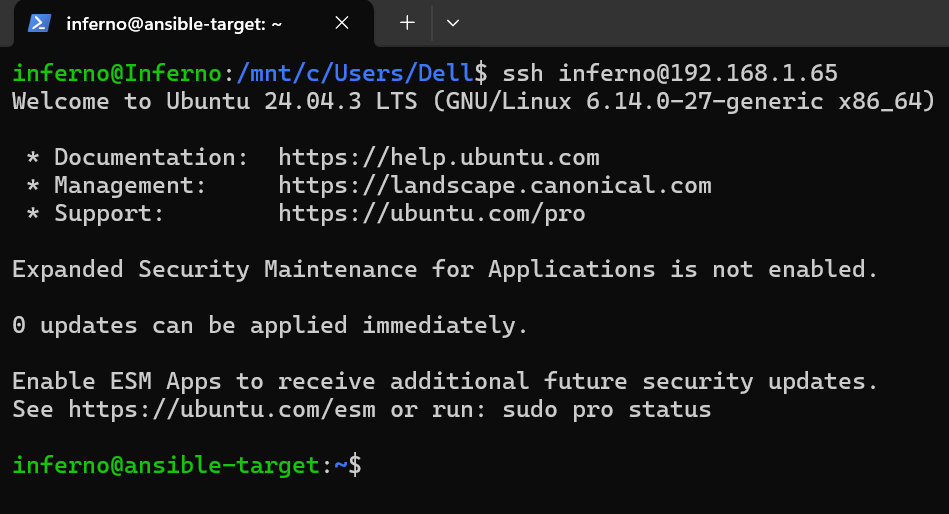 inferno@ansible-target: ~
inferno@Inferno:/mnt/c/Users/Dell$ ssh inferno@192.168.1.65
Welcome to Ubuntu 24.04.3 LTS (GNU/Linux 6.14.0-27-generic x86_64)
* Documentation:  https://help.ubuntu.com
* Management:     https://landscape.canonical.com
* Support:        https://ubuntu.com/pro
Expanded Security Maintenance for Applications is not enabled.
0 updates can be applied immediately.
Enable ESM Apps to receive additional future security updates.
See https://ubuntu.com/esm or run: sudo pro status
inferno@ansible-target:~$